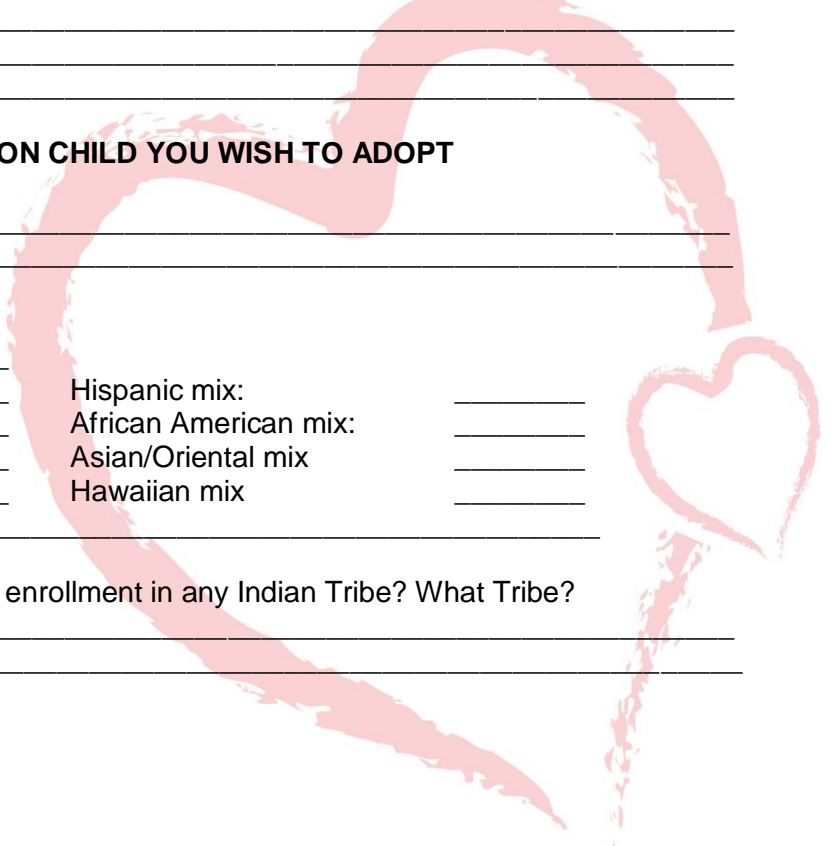 ON CHILD YOU WISH TO ADOPT
Hispanic mix:
African American mix:
Asian/Oriental mix
Hawaiian mix
enrollment in any Indian Tribe? What Tribe?